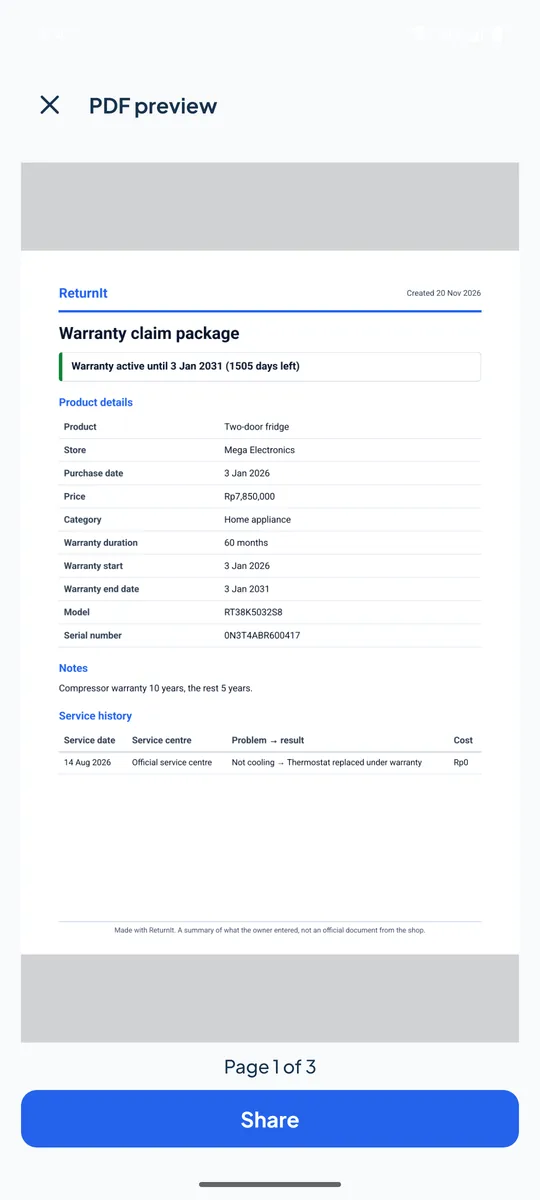 PDF preview
ReturnIt
Created 20 Nov 2026
Warranty claim package
Warranty active until 3 Jan 2031 (1505 days left)
Product details
Product Two-door fridge
Store Mega Electronics
Purchase date 3 Jan 2026
Price Rp7,850,000
Category Home appliance
Warranty duration 60 months
Warranty start 3 Jan 2026
Warranty end date 3 Jan 2031
Model RT38K5032S8
Serial number 0N3T4ABR600417
Notes
Compressor warranty 10 years, the rest 5 years.
Service history
Service date Service centre Problem → result Cost
14 Aug 2026 Official service centre Not cooling → Thermostat replaced under warranty Rp0
Made with ReturnIt. A summary of what the owner entered, not an official document from the shop.
Page 1 of 3
Share